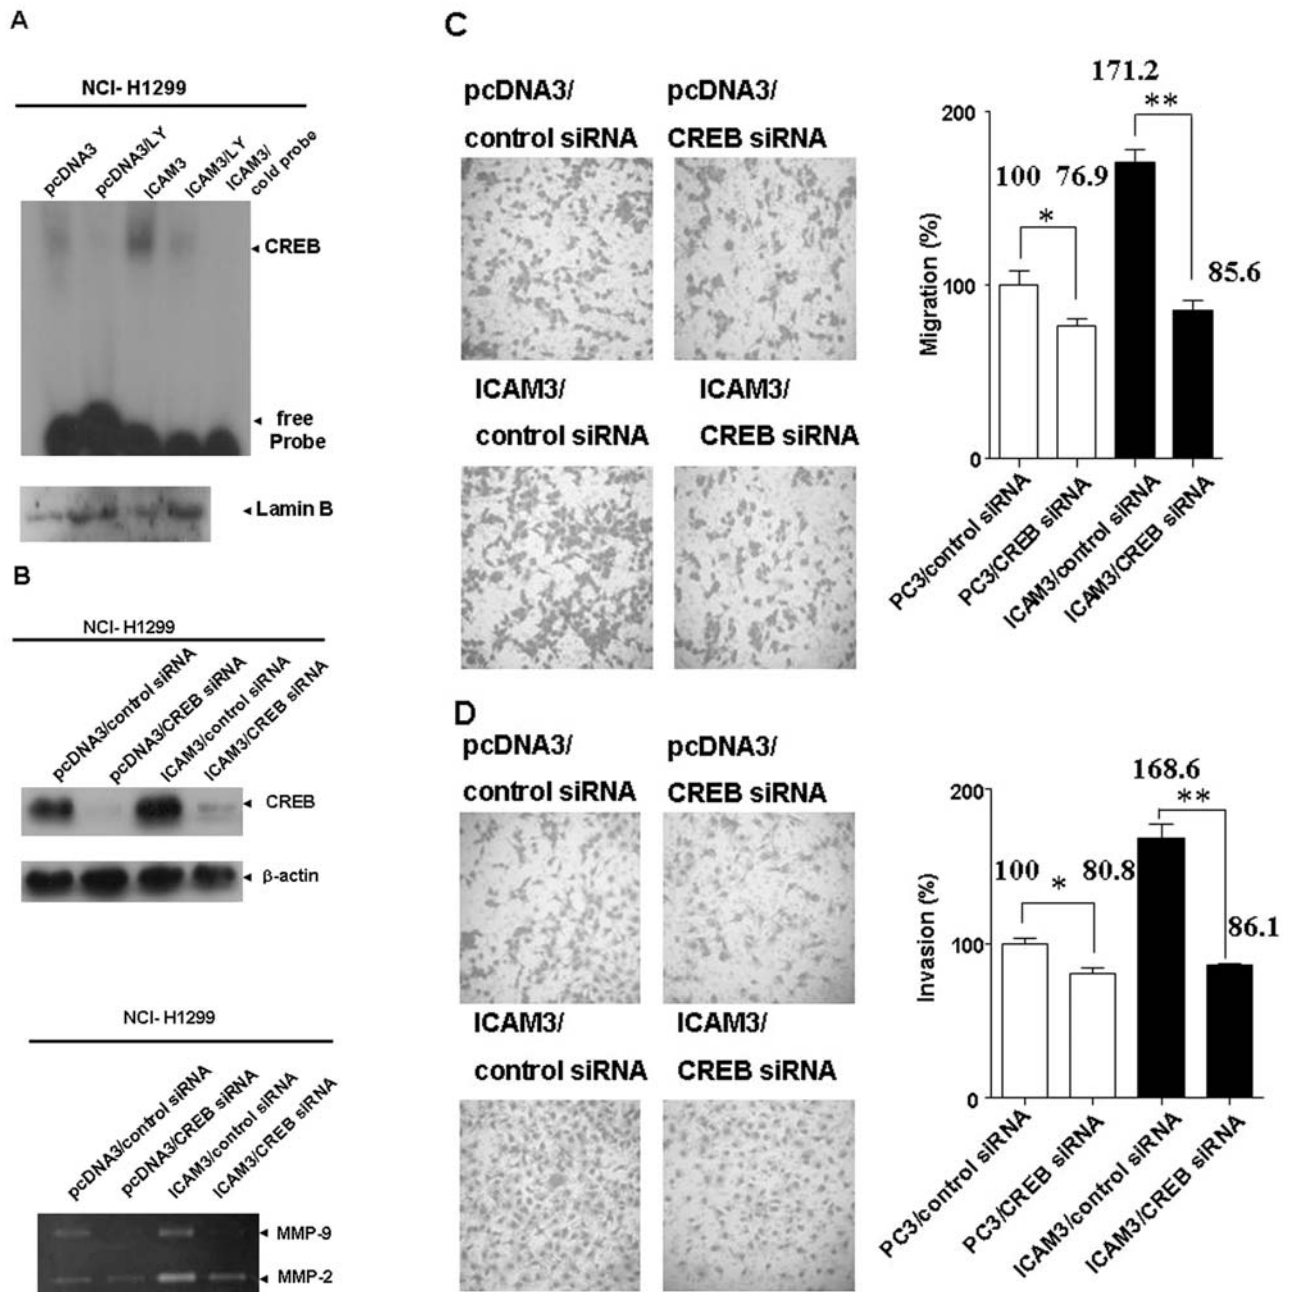 A
NCI- H1299
pcDNA3
pcDNA3/LY
ICAM3
ICAM3/LY
ICAM3/
cold probe
CREB
free
Probe
Lamin B
B
NCI- H1299
pcDNA3/control siRNA
pcDNA3/CREB siRNA
ICAM3/control siRNA
ICAM3/CREB siRNA
CREB
β-actin
NCI- H1299
pcDNA3/control siRNA
pcDNA3/CREB siRNA
ICAM3/control siRNA
ICAM3/CREB siRNA
MMP-9
MMP-2
C
pcDNA3/
control siRNA
pcDNA3/
CREB siRNA
ICAM3/
control siRNA
ICAM3/
CREB siRNA
Migration (%)
200
100
0
100
76.9
171.2
85.6
*
**
PC3/control siRNA
PC3/CREB siRNA
ICAM3/control siRNA
ICAM3/CREB siRNA
D
pcDNA3/
control siRNA
pcDNA3/
CREB siRNA
ICAM3/
control siRNA
ICAM3/
CREB siRNA
Invasion (%)
200
100
0
100
80.8
168.6
86.1
*
**
PC3/control siRNA
PC3/CREB siRNA
ICAM3/control siRNA
ICAM3/CREB siRNA